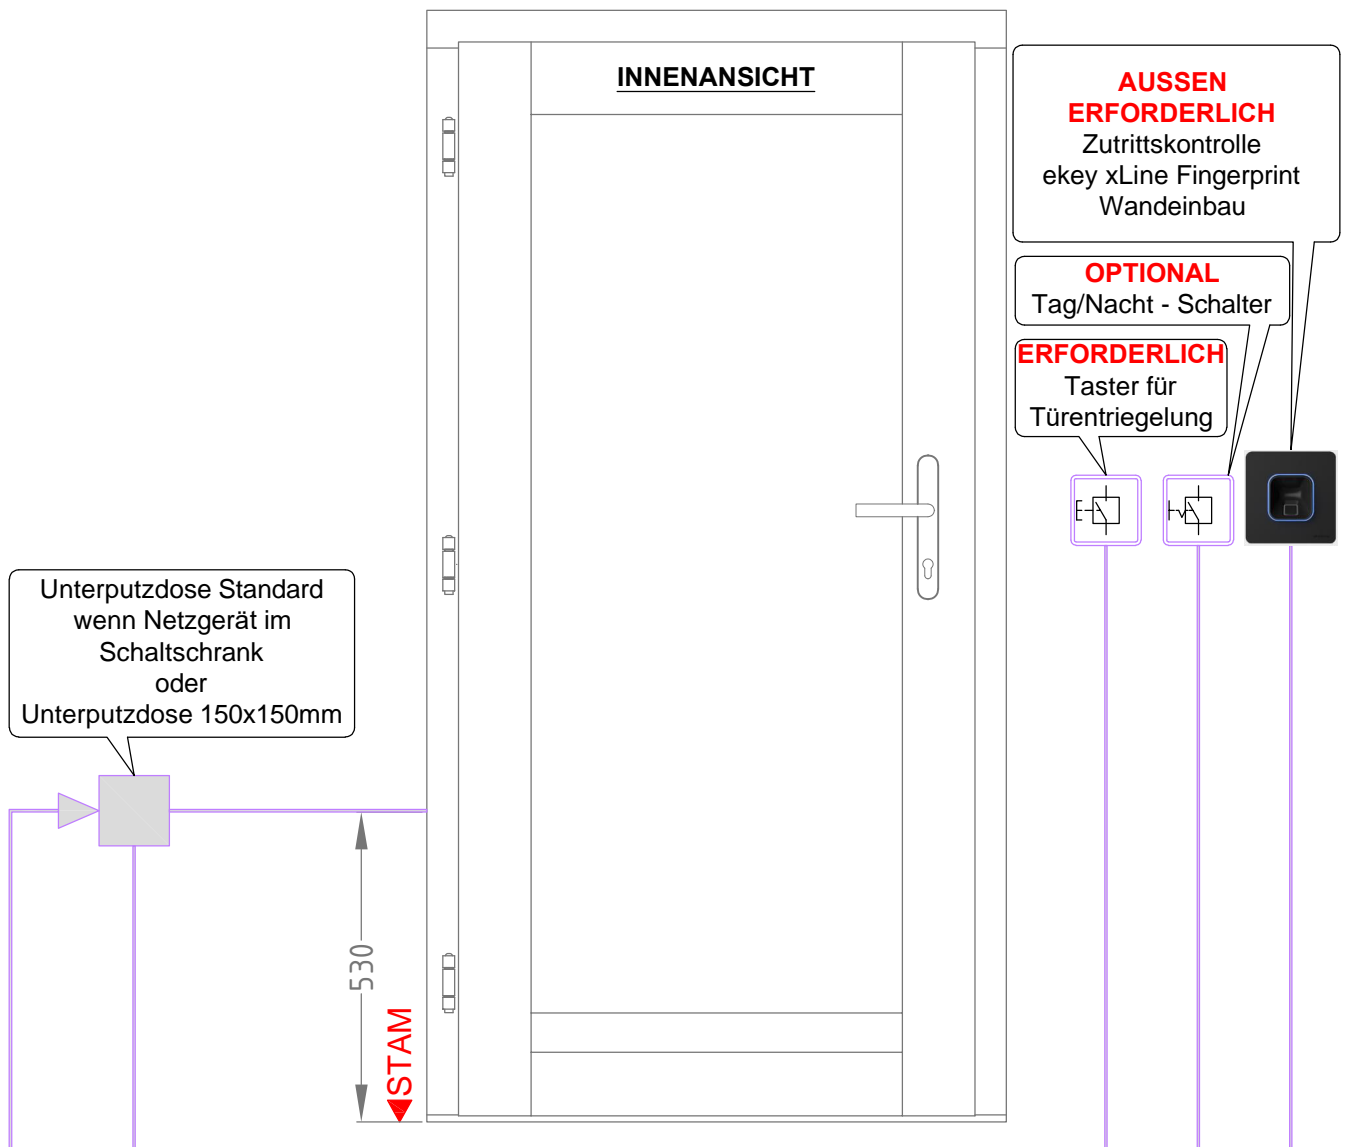 INNENANSICHT
AUSSEN
ERFORDERLICH
Zutrittskontrolle
ekey xLine Fingerprint
Wandeinbau
OPTIONAL
Tag/Nacht - Schalter
ERFORDERLICH
Taster für
Türentriegelung
Unterputzdose Standard
wenn Netzgerät im
Schaltschrank
oder
Unterputzdose 150x150mm
530
STAM